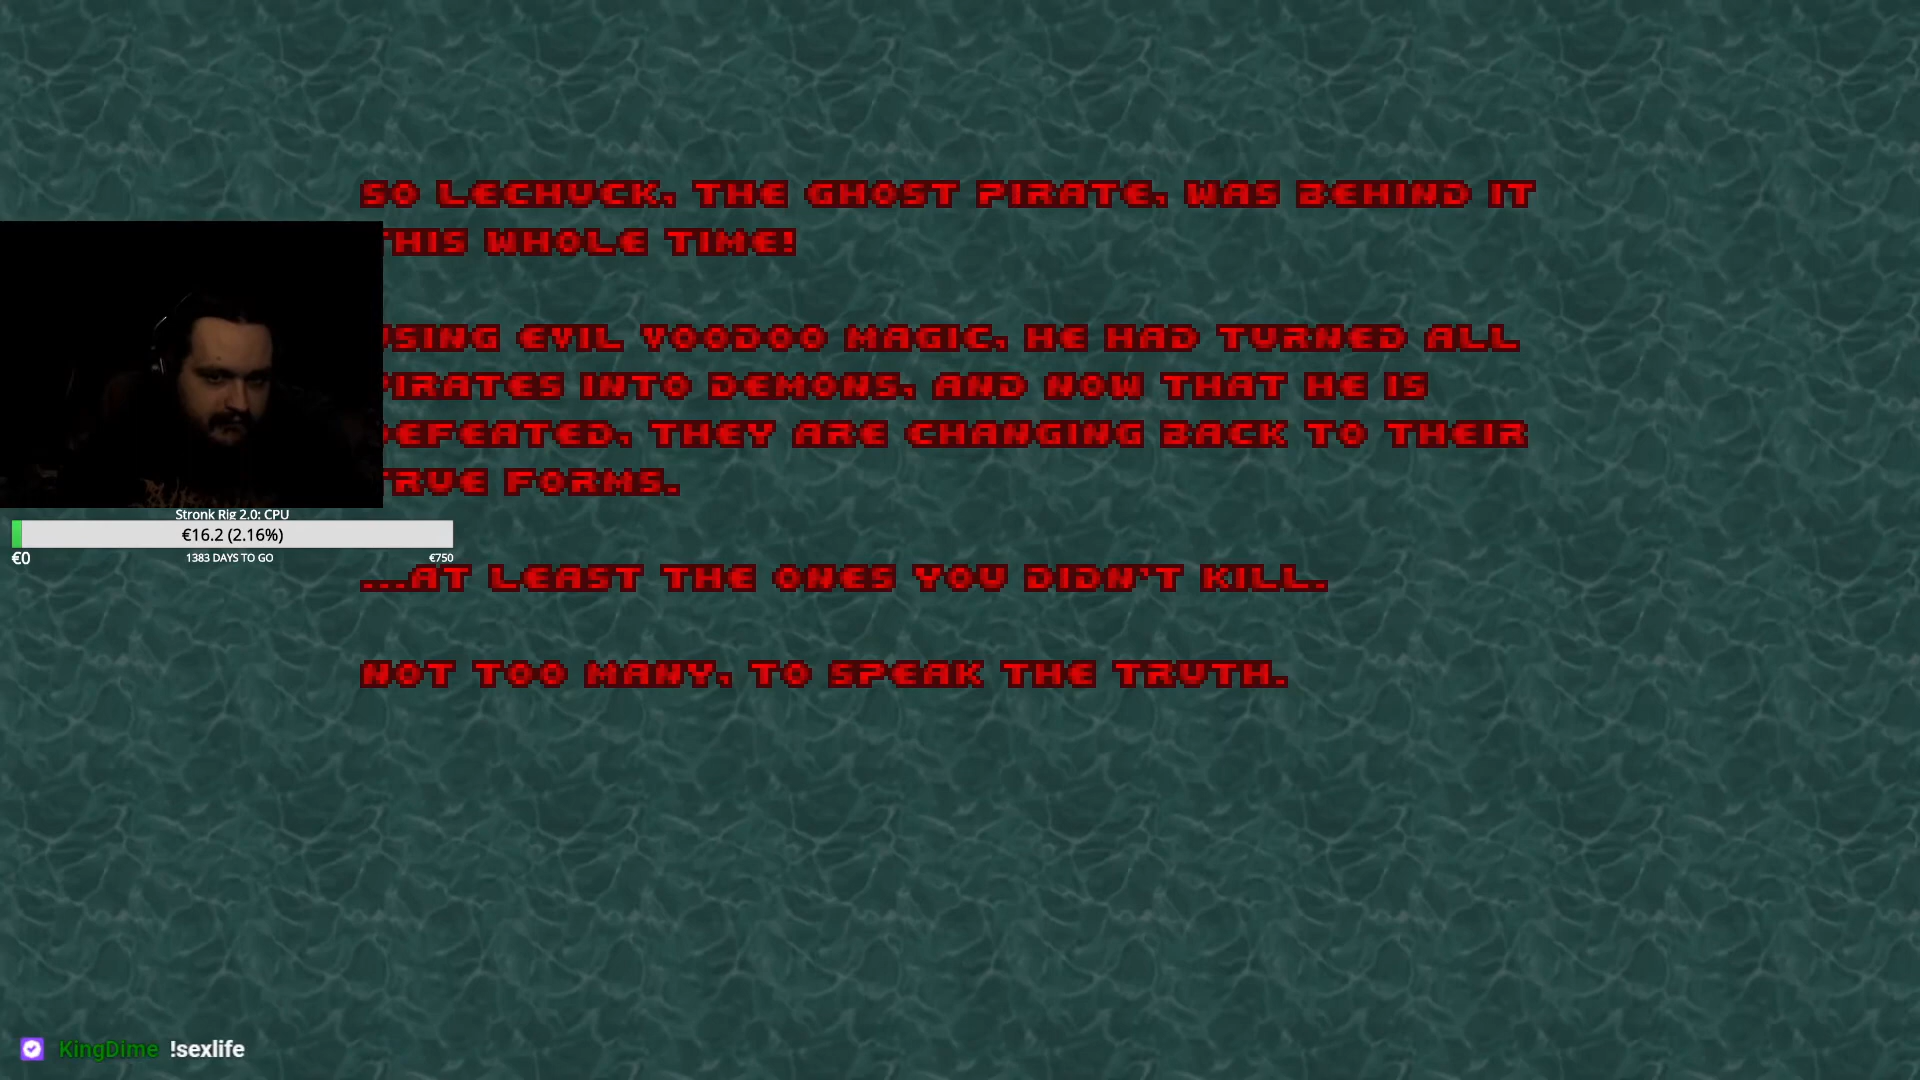 SO LECHUCK, THE GHOST PIRATE, WAS BEHIND IT
THIS WHOLE TIME!
USING EVIL VOODOO MAGIC, HE HAD TURNED ALL
PIRATES INTO DEMONS, AND NOW THAT HE IS
DEFEATED, THEY ARE CHANGING BACK TO THEIR
TRUE FORMS.
...AT LEAST THE ONES YOU DIDN'T KILL.
NOT TOO MANY, TO SPEAK THE TRUTH.
Stronk Rig 2.0: CPU
€16.2 (2.16%)
€0 1383 DAYS TO GO €750
KingDime !sexlife